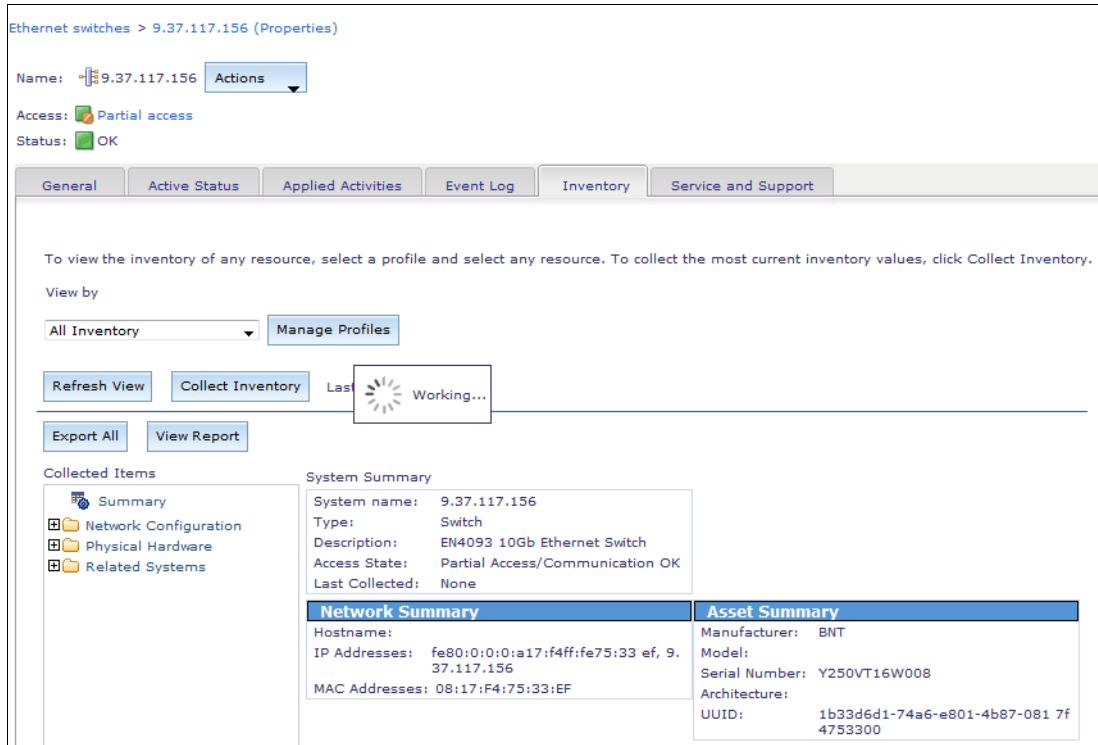 Ethernet switches > 9.37.117.156 (Properties)
Name: 9.37.117.156 Actions
Access: Partial access
Status: OK
General Active Status Applied Activities Event Log Inventory Service and Support
To view the inventory of any resource, select a profile and select any resource. To collect the most current inventory values, click Collect Inventory.
View by
All Inventory Manage Profiles
Refresh View Collect Inventory Last Working...
Export All View Report
Collected Items
Summary
Network Configuration
Physical Hardware
Related Systems
System Summary
System name: 9.37.117.156
Type: Switch
Description: EN4093 10Gb Ethernet Switch
Access State: Partial Access/Communication OK
Last Collected: None
Network Summary
Hostname:
IP Addresses: fe80:0:0:0:a17:f4ff:fe75:33 ef, 9.
37.117.156
MAC Addresses: 08:17:F4:75:33:EF
Asset Summary
Manufacturer: BNT
Model:
Serial Number: Y250VT16W008
Architecture:
UUID: 1b33d6d1-74a6-e801-4b87-081 7f
4753300